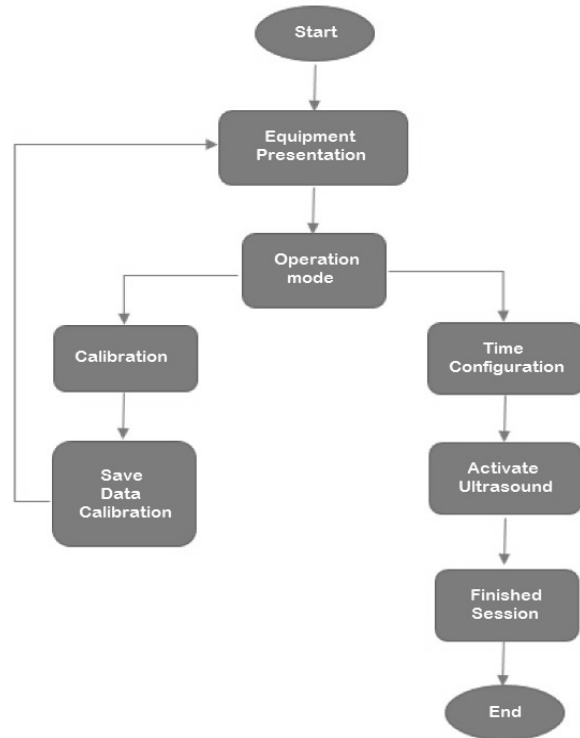 Start
Equipment
Presentation
Operation
mode
Calibration
Save
Data
Calibration
Time
Configuration
Activate
Ultrasound
Finished
Session
End